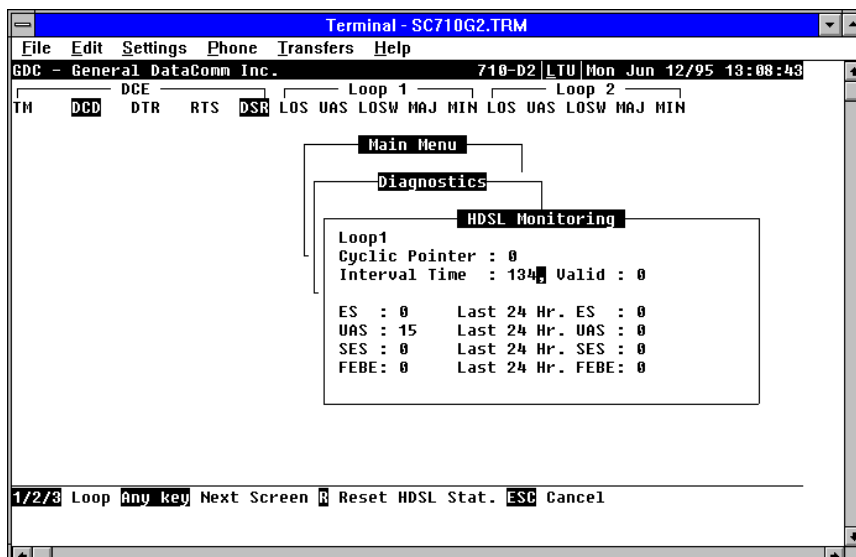 Terminal - SC710G2.TRM
File Edit Settings Phone Transfers Help
GDC - General DataComm Inc. 710-D2|LTU|Mon Jun 12/95 13:08:43
DCE Loop 1 Loop 2
TM DCD DTR RTS DSR LOS UAS LOSW MAJ MIN LOS UAS LOSW MAJ MIN
Main Menu
Diagnostics
HDSL Monitoring
Loop1
Cyclic Pointer : 0
Interval Time : 134, Valid : 0
ES : 0 Last 24 Hr. ES : 0
UAS : 15 Last 24 Hr. UAS : 0
SES : 0 Last 24 Hr. SES : 0
FEBE: 0 Last 24 Hr. FEBE: 0
1/2/3 Loop Any key Next Screen R Reset HDSL Stat. ESC Cancel